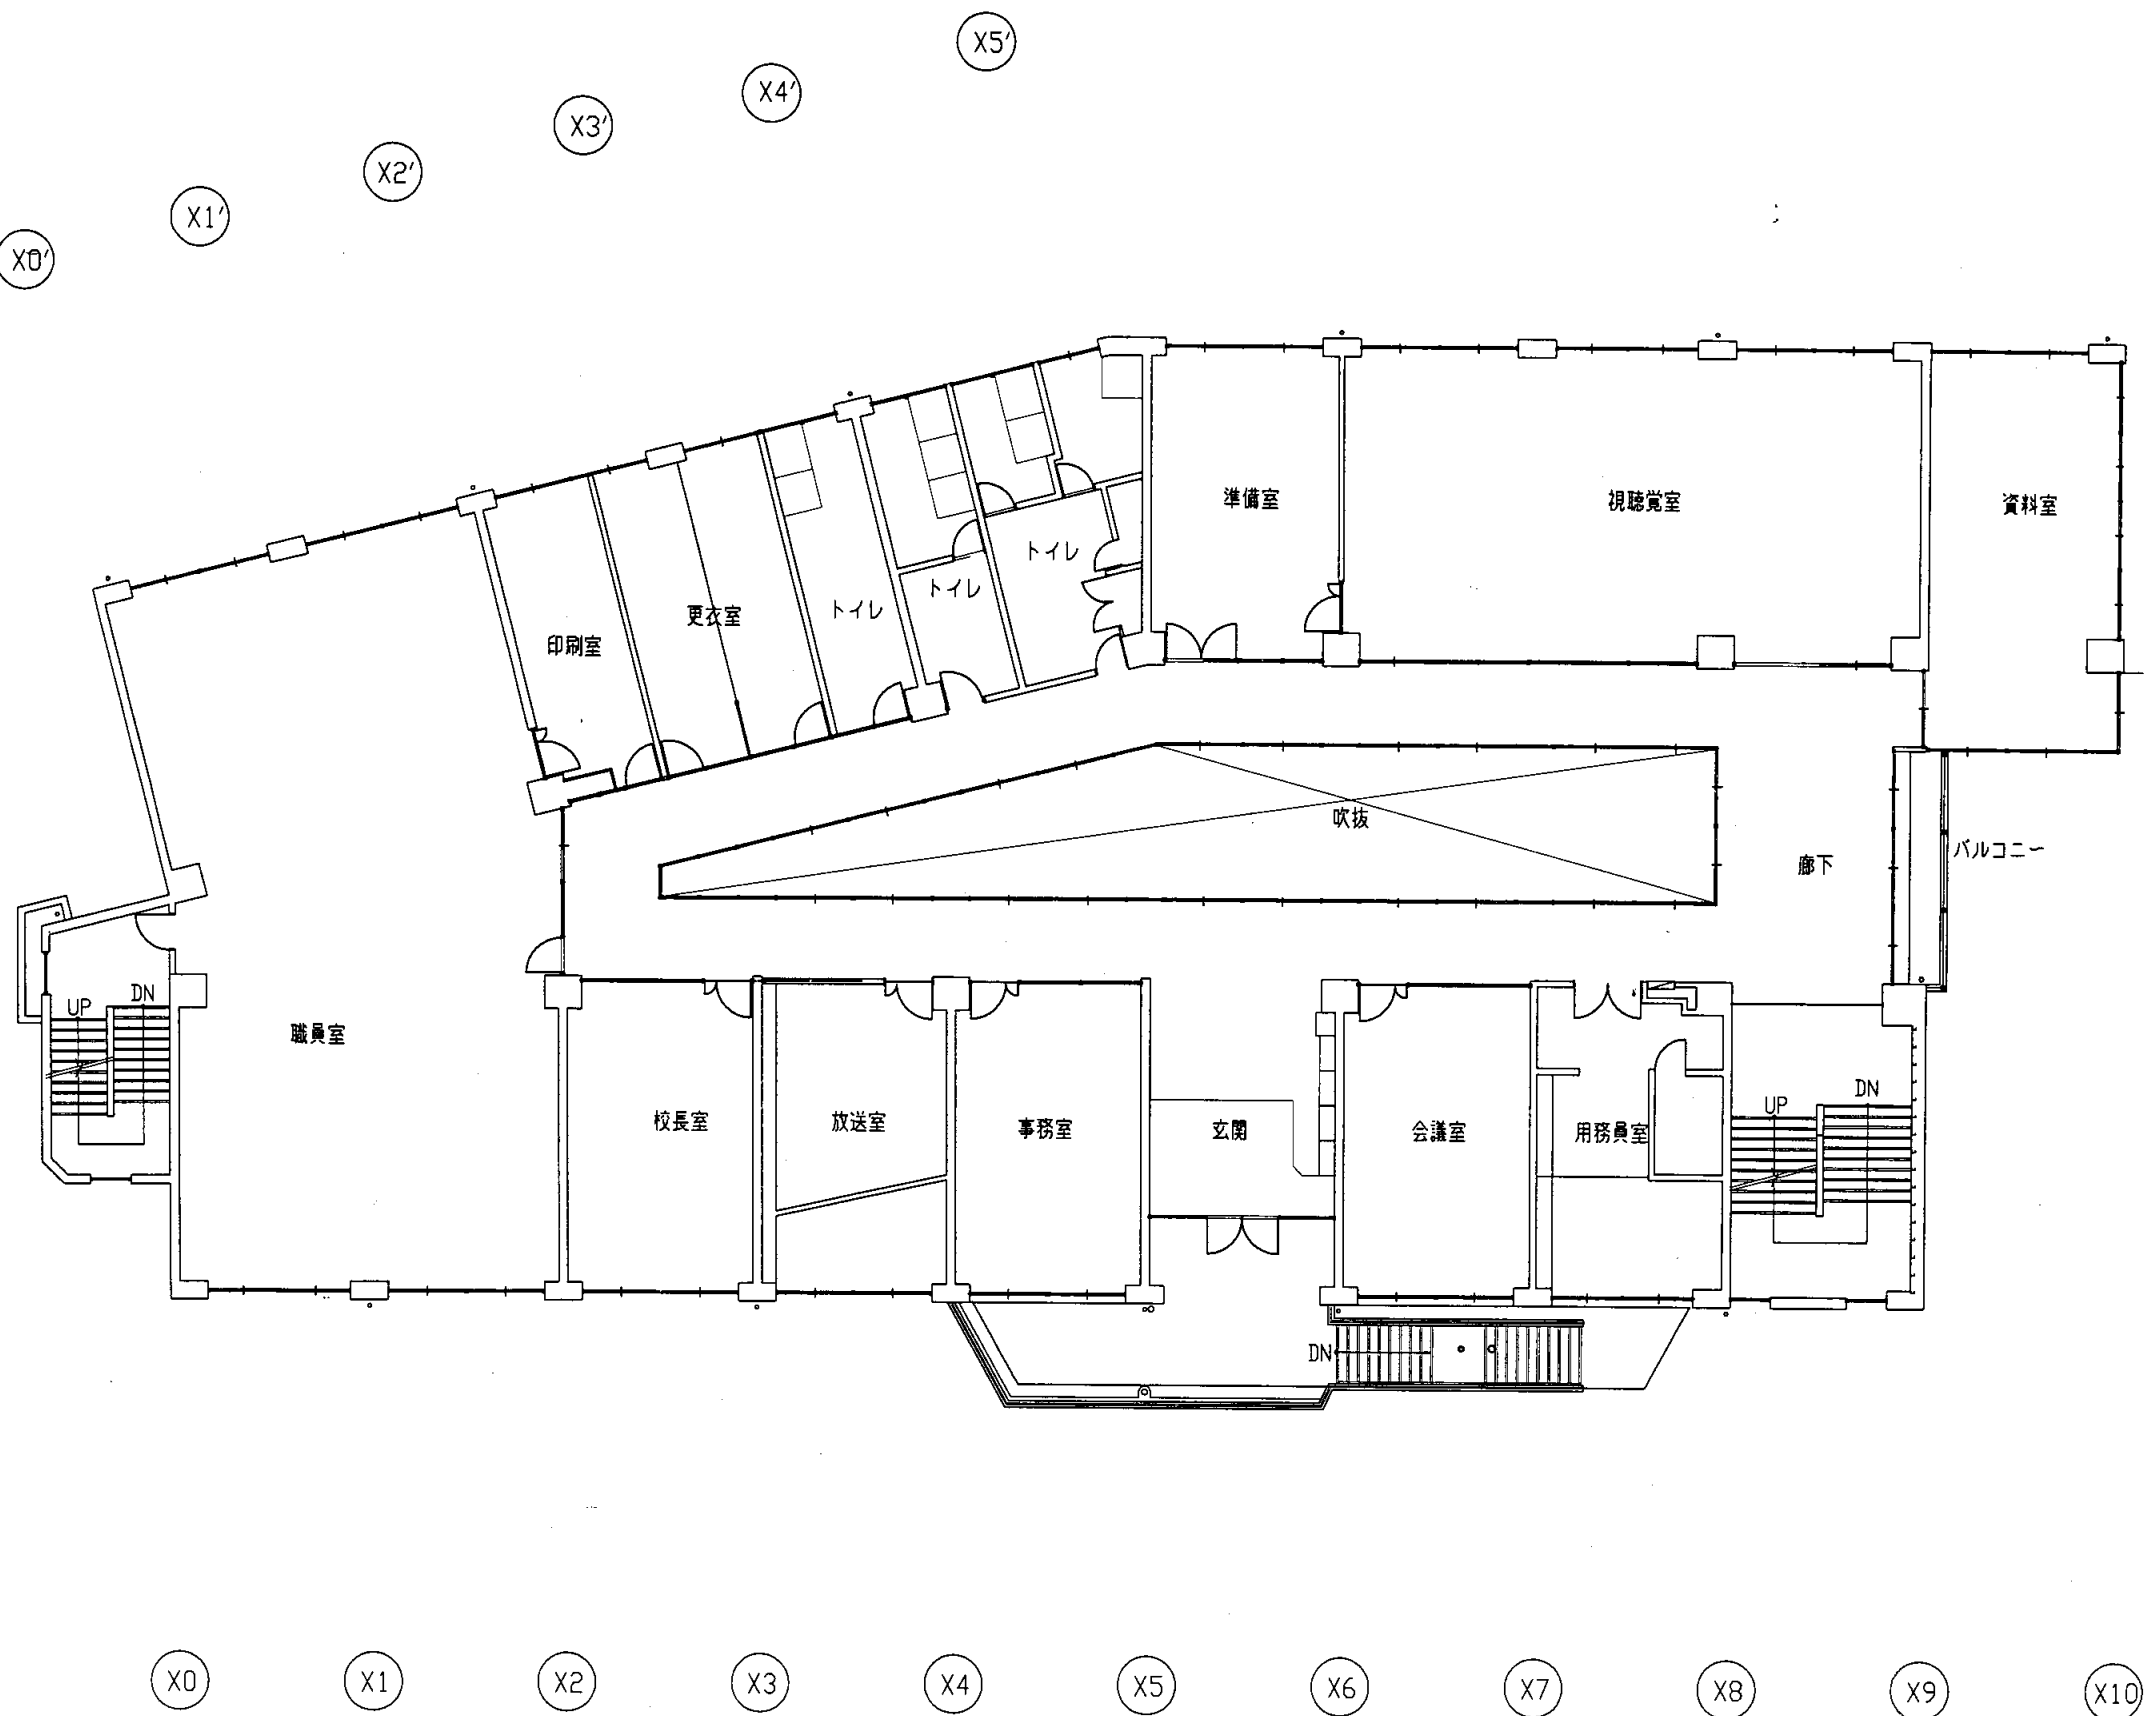 X5'
X4'
X3'
X2'
X1'
X0'
準備室
視聴覚室
資料室
トイレ
トイレ
トイレ
更衣室
印刷室
吹抜
廊下
バルコニー
UP
DN
職員室
校長室
放送室
事務室
玄関
会議室
用務員室
UP
DN
DN
X0
X1
X2
X3
X4
X5
X6
X7
X8
X9
X10